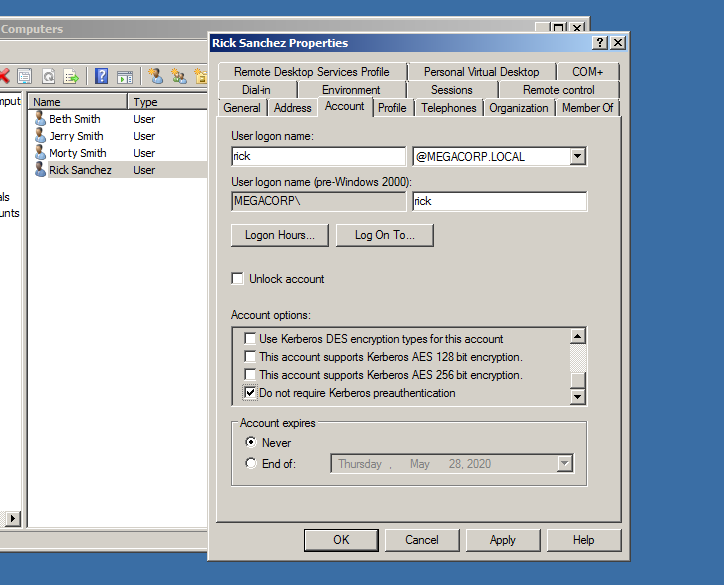 Computers
Name Type
Beth Smith User
Jerry Smith User
Morty Smith User
Rick Sanchez User
Rick Sanchez Properties
Remote Desktop Services Profile Personal Virtual Desktop COM+
Dial-in Environment Sessions Remote control
General Address Account Profile Telephones Organization Member Of
User logon name:
rick @MEGACORP.LOCAL
User logon name (pre-Windows 2000):
MEGACORP\ rick
Logon Hours... Log On To...
Unlock account
Account options:
Use Kerberos DES encryption types for this account
This account supports Kerberos AES 128 bit encryption.
This account supports Kerberos AES 256 bit encryption.
Do not require Kerberos preauthentication
Account expires
Never
End of: Thursday , May 28, 2020
OK Cancel Apply Help